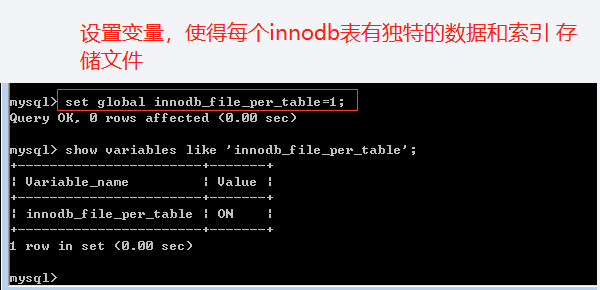 设置变量，使得每个innodb表有独特的数据和索引 存
储文件
mysql> set global innodb_file_per_table=1;
Query OK, 0 rows affected (0.00 sec)
mysql> show variables like 'innodb_file_per_table';
+-----------------------+-------+
| Variable_name         | Value |
+-----------------------+-------+
| innodb_file_per_table | ON    |
+-----------------------+-------+
1 row in set (0.00 sec)
mysql>